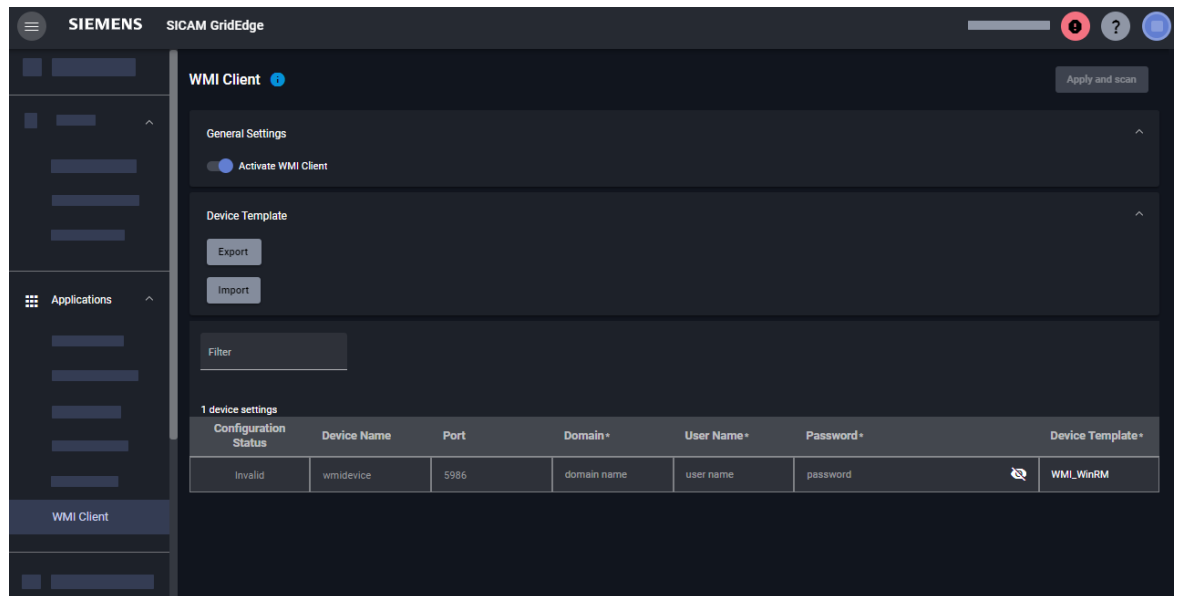 SIEMENS SICAM GridEdge
?
WMI Client i
Apply and scan
General Settings
Activate WMI Client
Device Template
Export
Applications
Import
Filter
1 device settings
Configuration Status Device Name Port Domain* User Name* Password* Device Template*
Invalid wmidevice 5986 domain name user name password WMI_WinRM
WMI Client